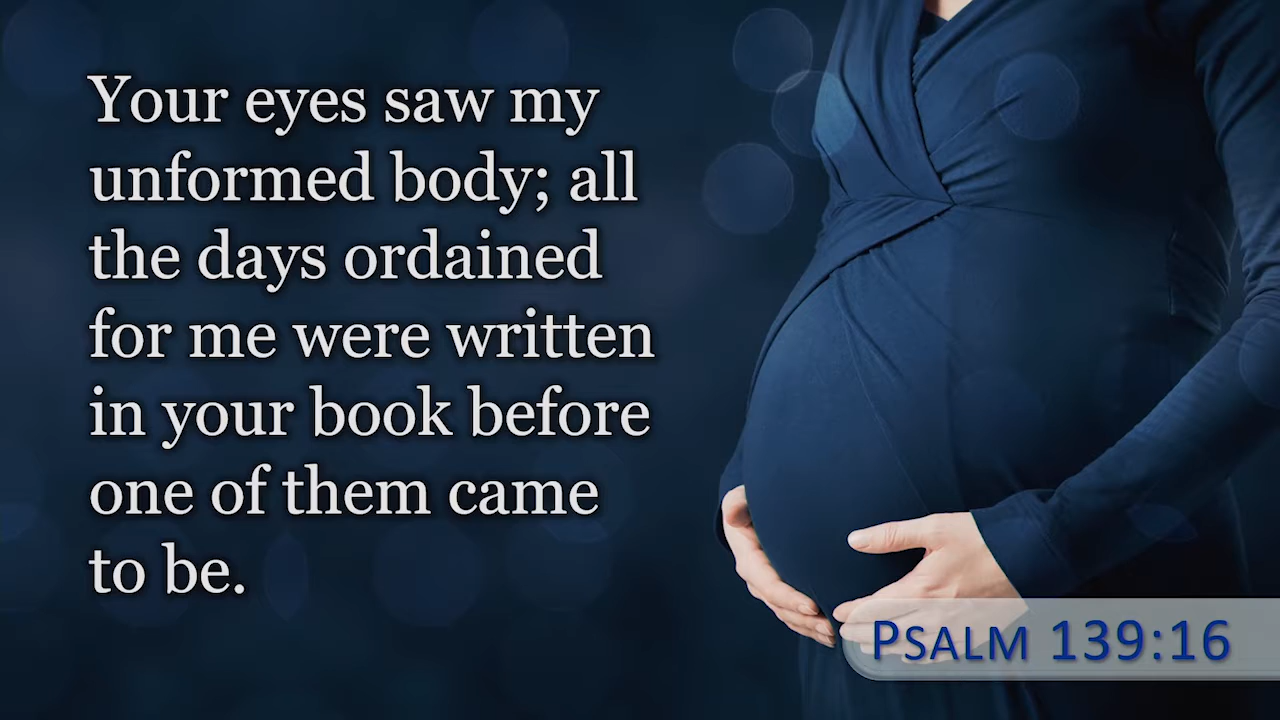 Your eyes saw my
unformed body; all
the days ordained
for me were written
in your book before
one of them came
to be.
PSALM 139:16